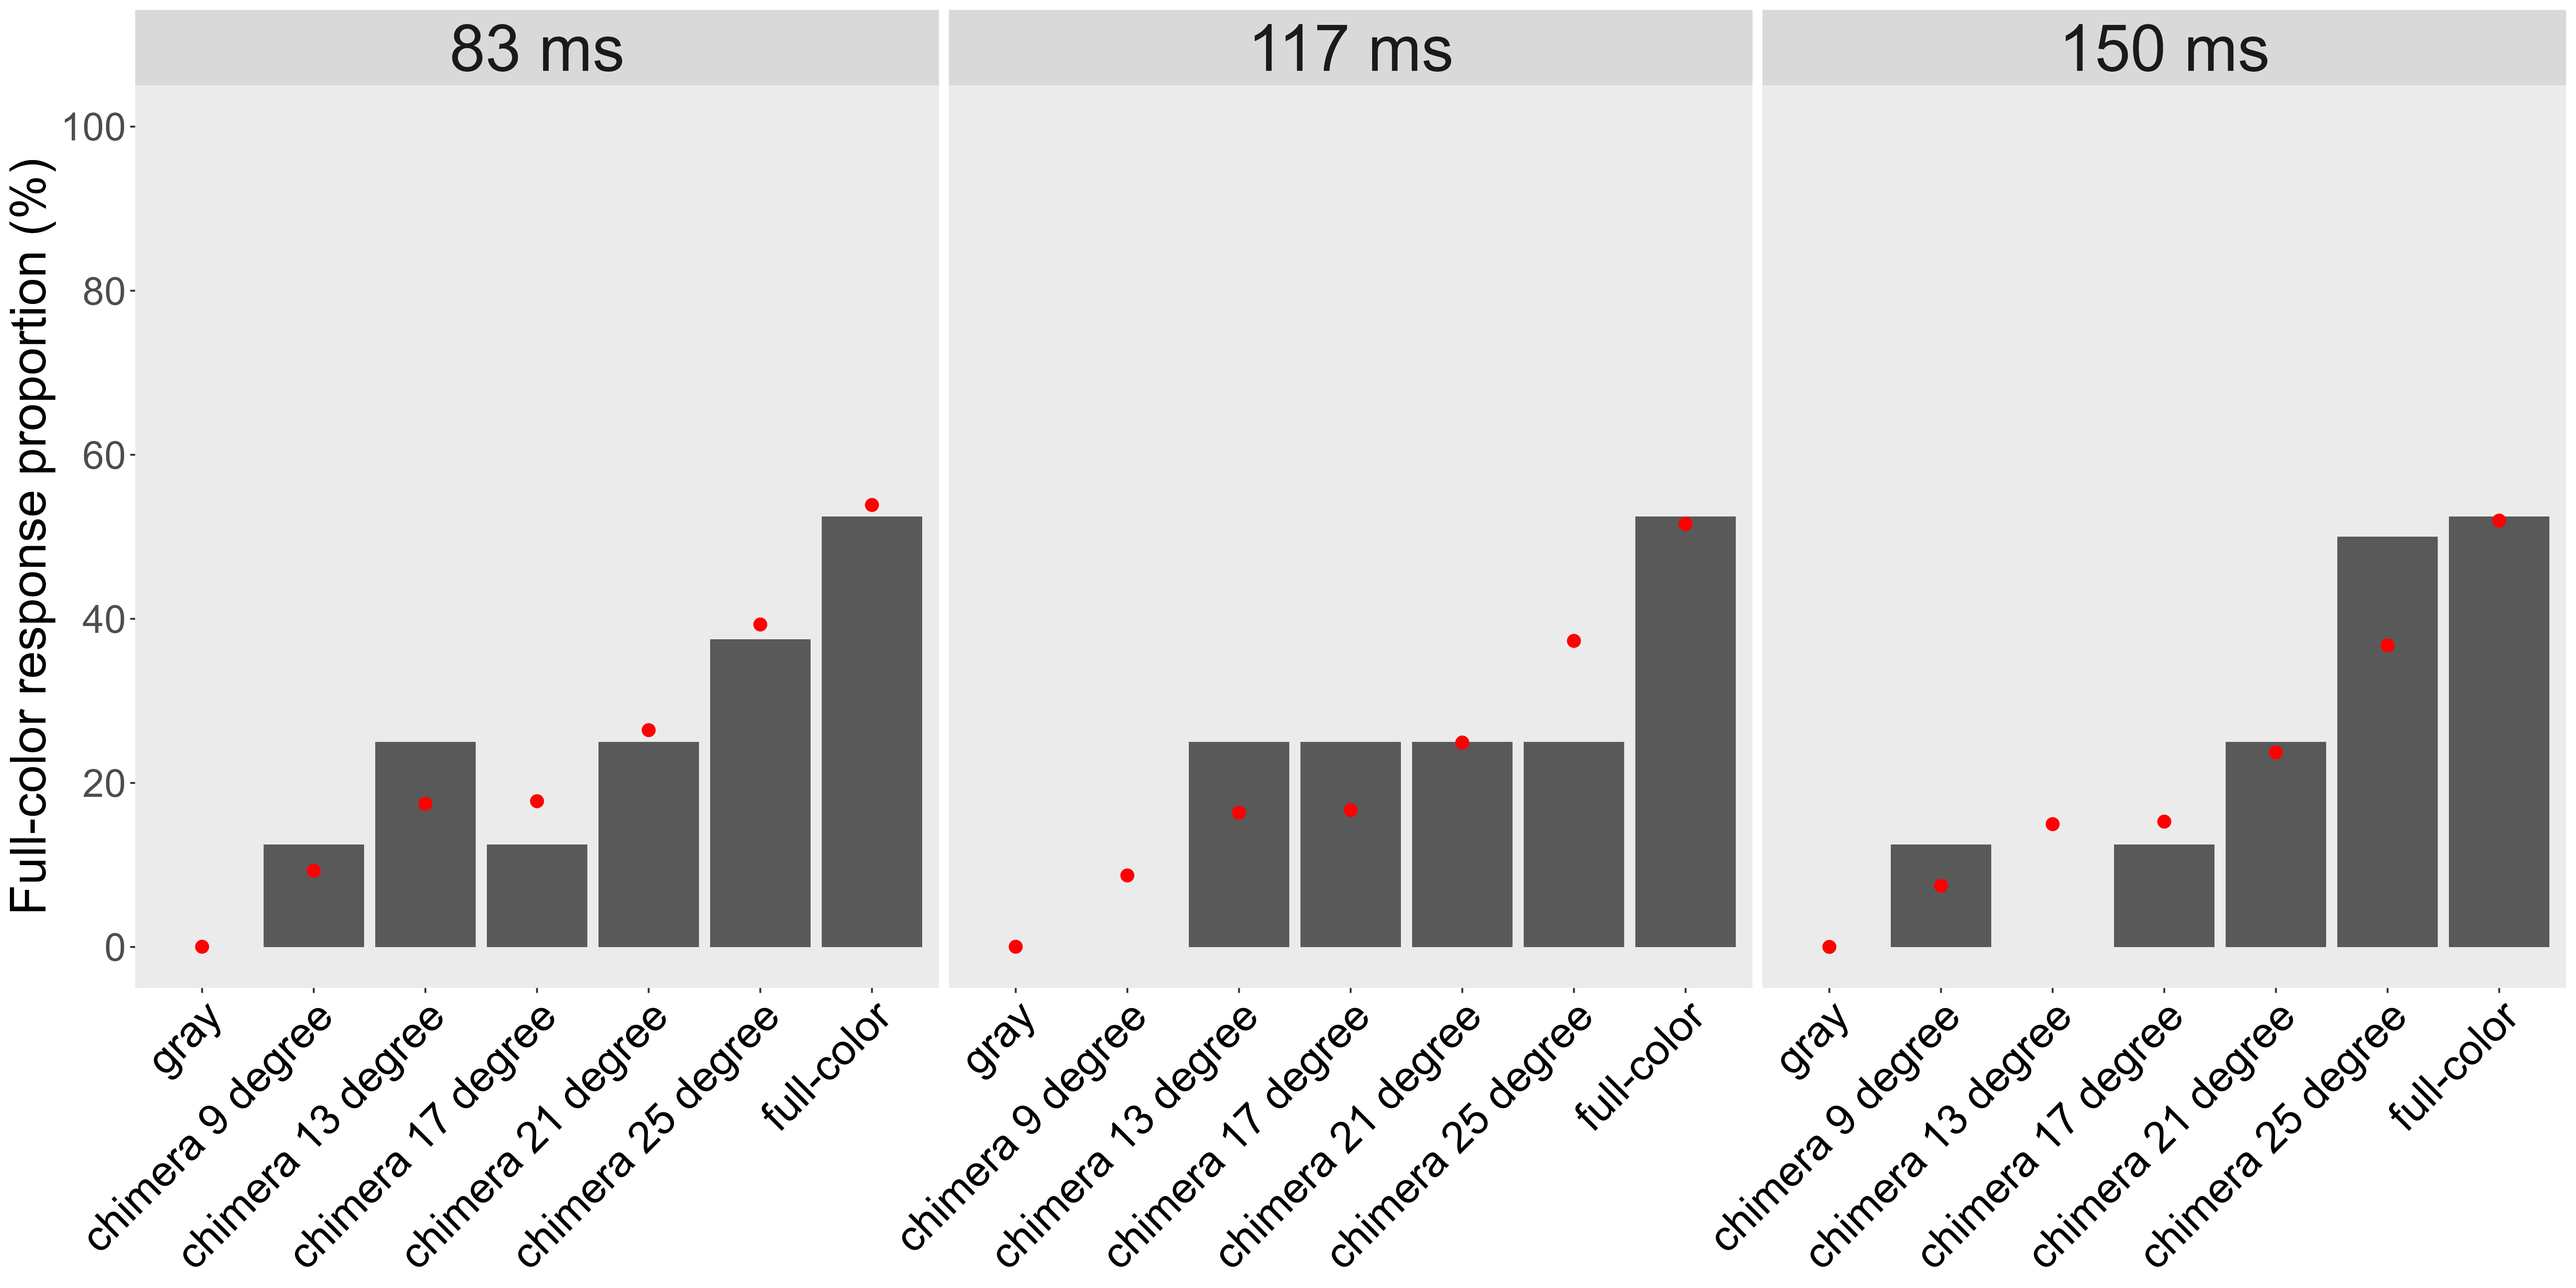 83 ms
117 ms
150 ms
Full-color response proportion (%)
100
80
60
40
20
0
gray
chimera 9 degree
chimera 13 degree
chimera 17 degree
chimera 21 degree
chimera 25 degree
full-color
gray
chimera 9 degree
chimera 13 degree
chimera 17 degree
chimera 21 degree
chimera 25 degree
full-color
gray
chimera 9 degree
chimera 13 degree
chimera 17 degree
chimera 21 degree
chimera 25 degree
full-color